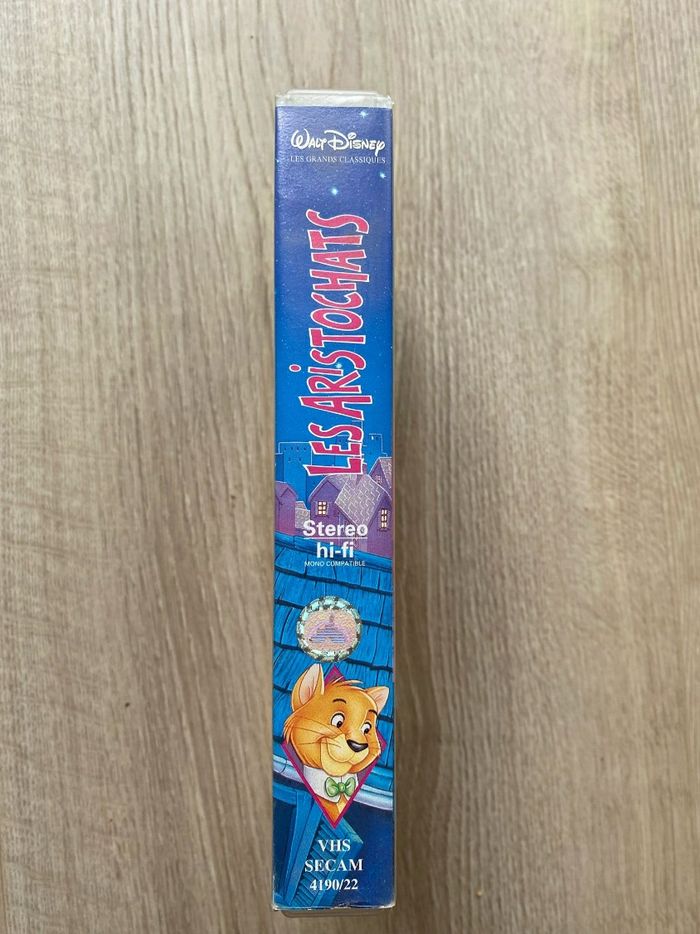 WALT DISNEY
LES GRANDS CLASSIQUES
LES ARISTOCHATS
Stereo
hi-fi
MONO COMPATIBLE
VHS
SECAM
4190/22